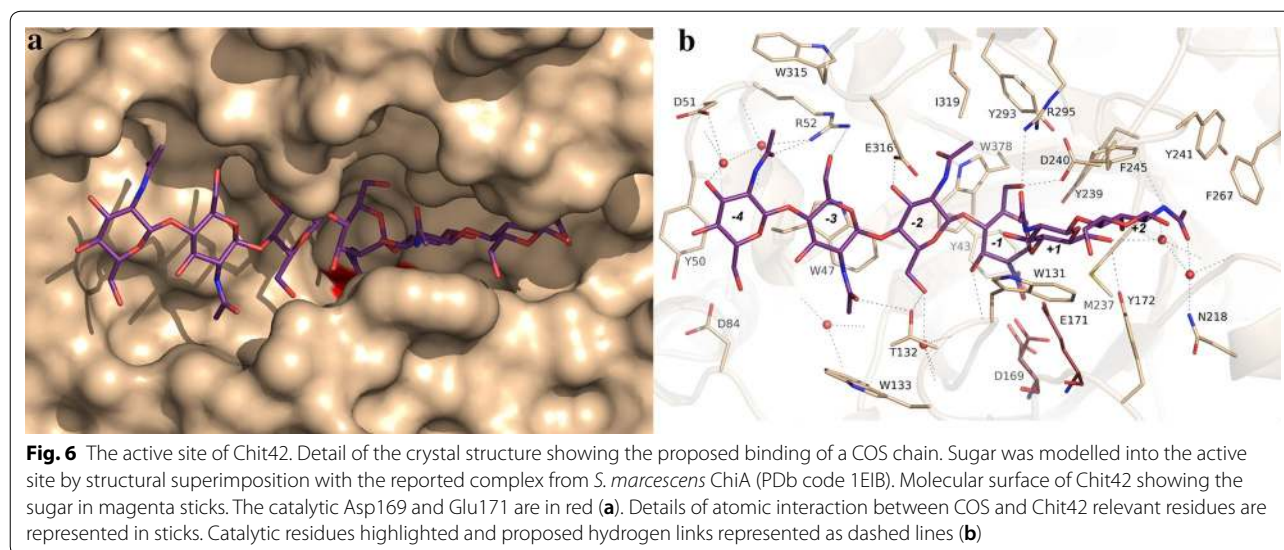 a
b
W315
D51
I319
Y293
R295
R52
E316
W378
D240
F245
Y241
Y239
F267
-4
-3
-2
-1
+1
+2
Y50
W47
Y43
W131
M237
D84
E171
Y172
N218
T132
D169
W133
Fig. 6 The active site of Chit42. Detail of the crystal structure showing the proposed binding of a COS chain. Sugar was modelled into the active
site by structural superimposition with the reported complex from S. marcescens ChiA (PDb code 1EIB). Molecular surface of Chit42 showing the
sugar in magenta sticks. The catalytic Asp169 and Glu171 are in red (a). Details of atomic interaction between COS and Chit42 relevant residues are
represented in sticks. Catalytic residues highlighted and proposed hydrogen links represented as dashed lines (b)